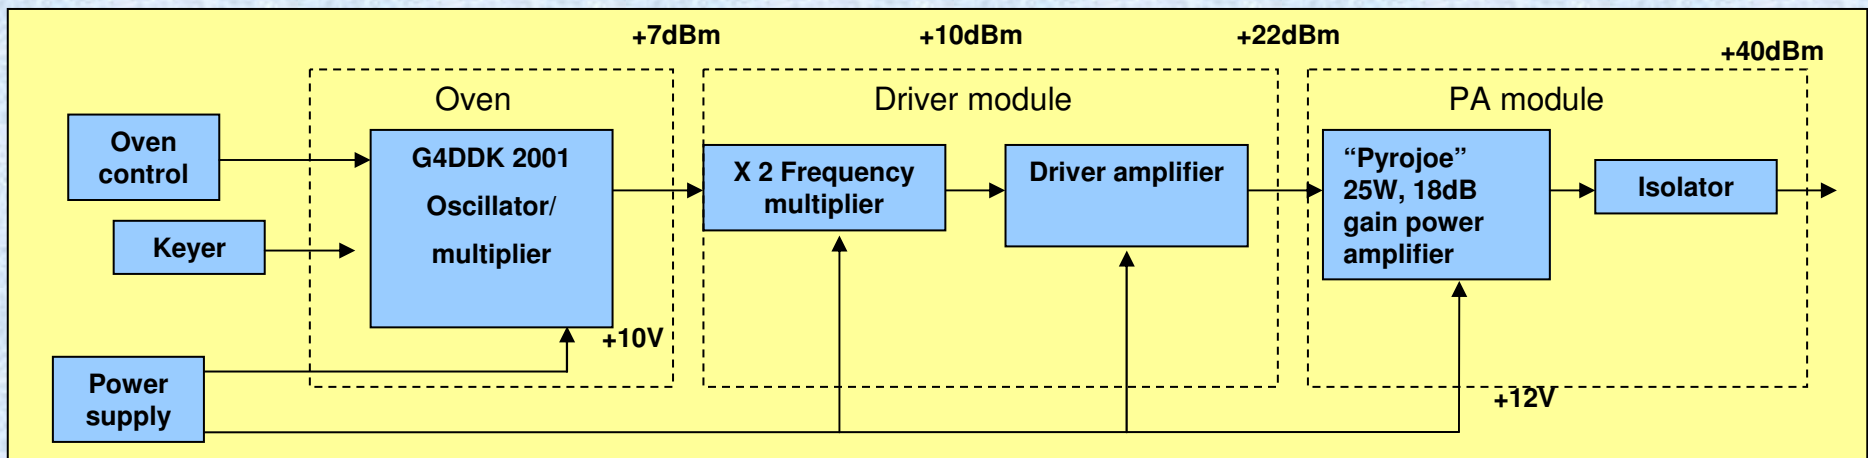 +7dBm
+10dBm
+22dBm
+40dBm
Oven
Driver module
PA module
Oven
control
G4DDK 2001
Oscillator/
multiplier
X 2 Frequency
multiplier
Driver amplifier
“Pyrojoe”
25W, 18dB
gain power
amplifier
Isolator
Keyer
+10V
Power
supply
+12V